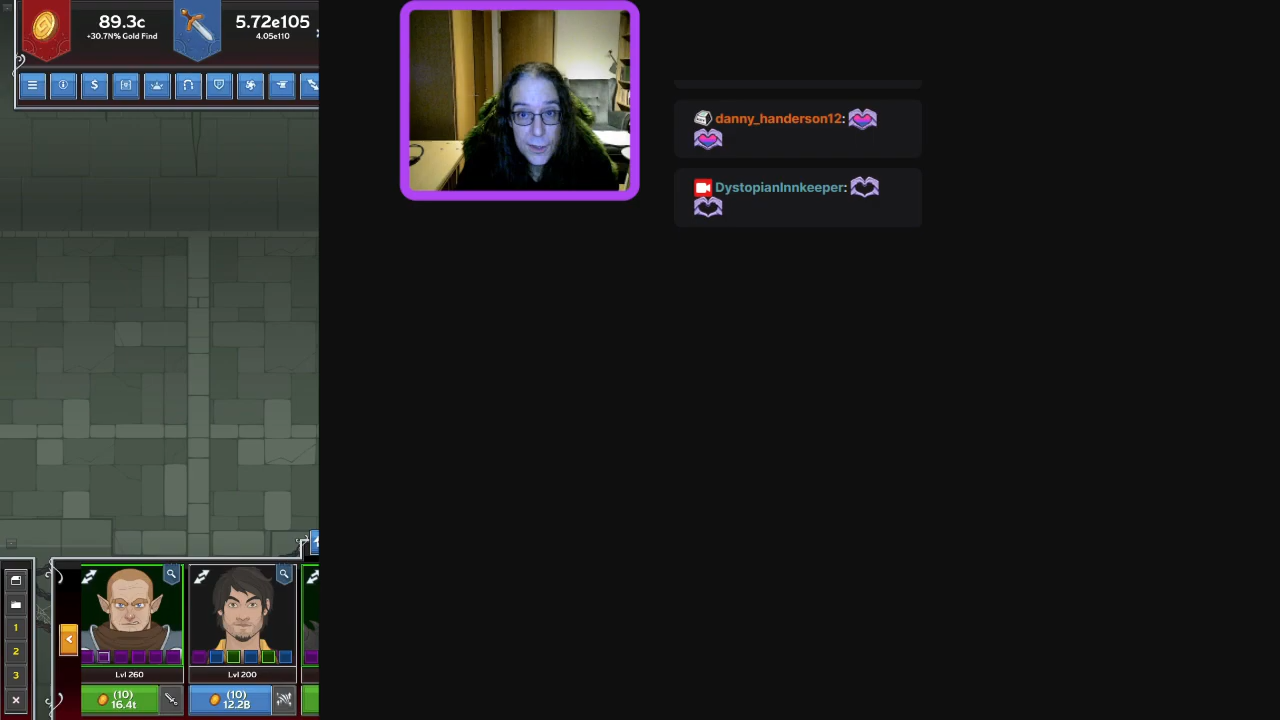 89.3c
+30.7N% Gold Find
5.72e105
4.05e110
danny_handerson12:
DystopianInnkeeper:
1
2
3
Lvl 260
Lvl 200
(10)
16.4t
(10)
12.2B